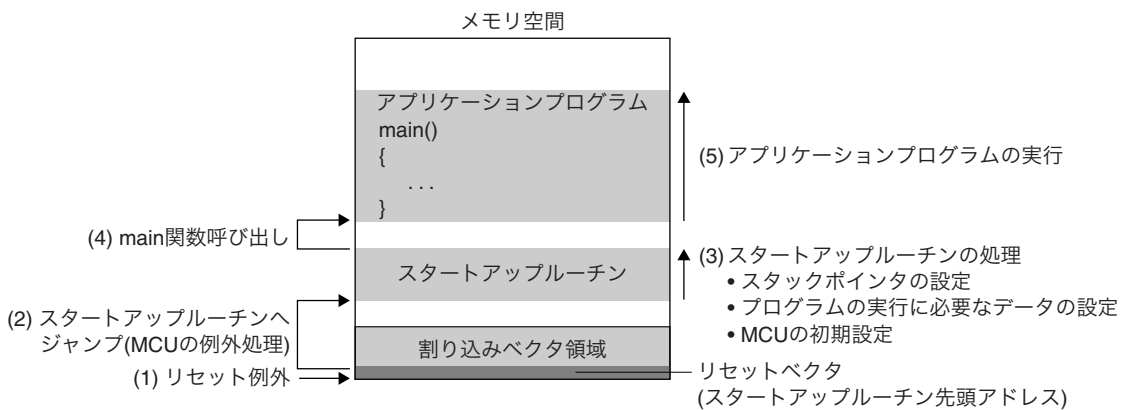 メモリ空間
アプリケーションプログラム
main()
{
...
}
(5)アプリケーションプログラムの実行
(4) main関数呼び出し
スタートアップルーチン
(3)スタートアップルーチンの処理
• スタックポインタの設定
• プログラムの実行に必要なデータの設定
• MCUの初期設定
(2) スタートアップルーチンへ
ジャンプ(MCUの例外処理)
割り込みベクタ領域
(1) リセット例外
リセットベクタ
(スタートアップルーチン先頭アドレス)